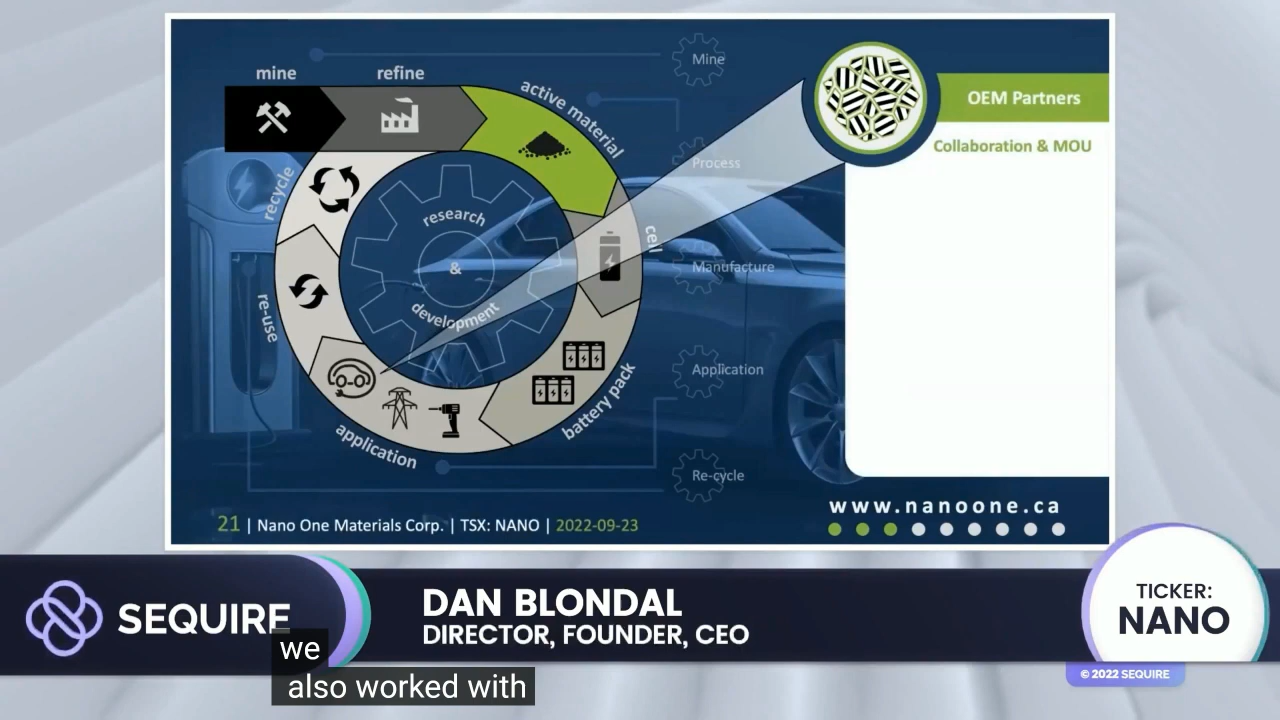 mine
refine
active material
Mine
OEM Partners
Collaboration & MOU
Process
recycle
research
&
development
cell
Manufacture
re-use
Application
battery pack
application
Re-cycle
www.nanoone.ca
21 | Nano One Materials Corp. | TSX: NANO | 2022-09-23
SEQUIRE
DAN BLONDAL
DIRECTOR, FOUNDER, CEO
TICKER:
NANO
© 2022 SEQUIRE
we
also worked with